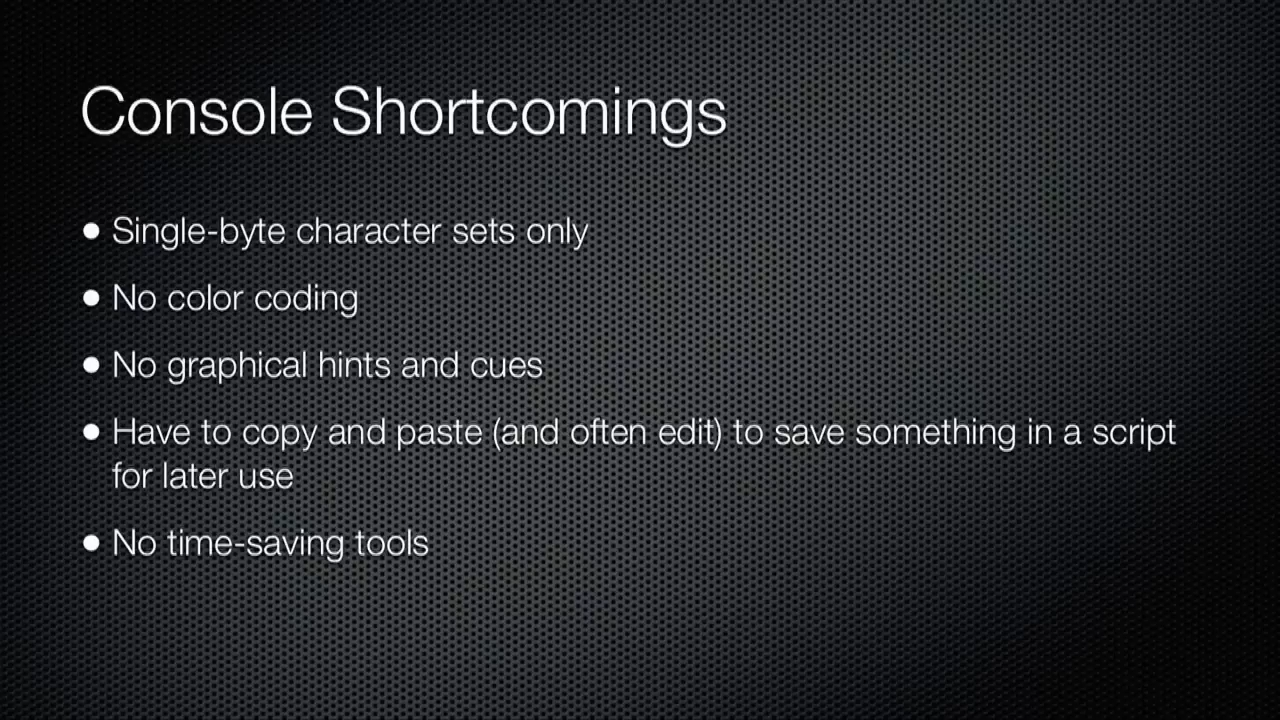 Console Shortcomings
● Single-byte character sets only
● No color coding
● No graphical hints and cues
● Have to copy and paste (and often edit) to save something in a script
for later use
● No time-saving tools